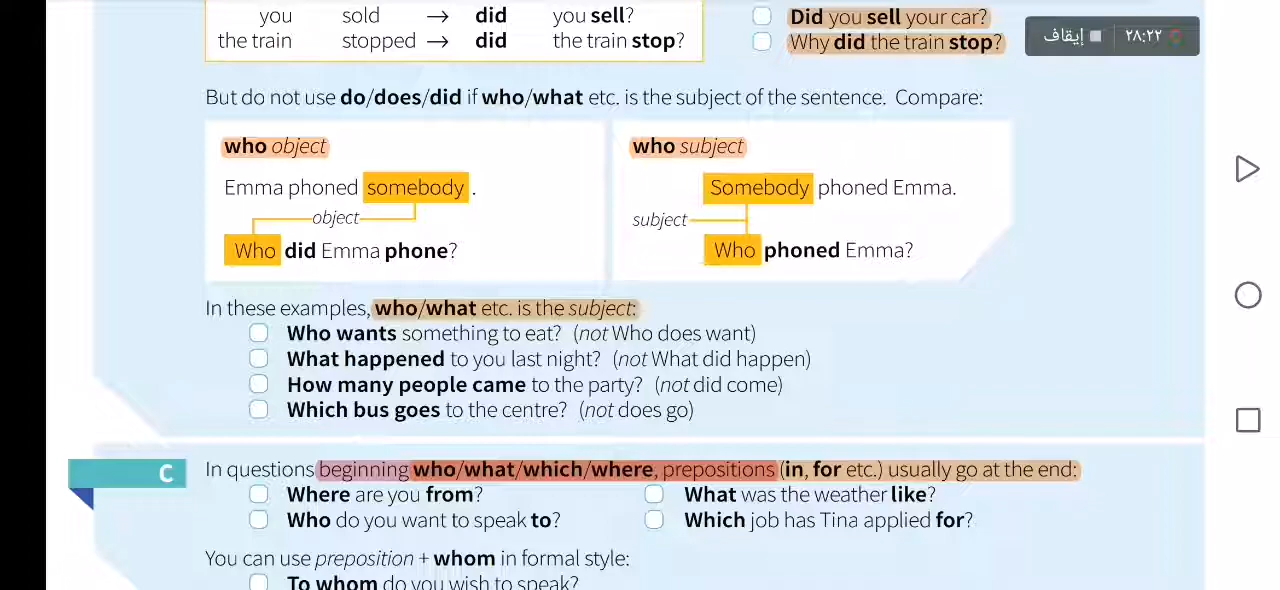 you sold → did you sell?
the train stopped → did the train stop?
Did you sell your car?
Why did the train stop?
إيقاف ٢٨:٢٢
But do not use do/does/did if who/what etc. is the subject of the sentence. Compare:
who object
Emma phoned somebody .
object
Who did Emma phone?
who subject
Somebody phoned Emma.
subject
Who phoned Emma?
In these examples, who/what etc. is the subject:
Who wants something to eat? (not Who does want)
What happened to you last night? (not What did happen)
How many people came to the party? (not did come)
Which bus goes to the centre? (not does go)
C
In questions beginning who/what/which/where, prepositions (in, for etc.) usually go at the end:
Where are you from?
Who do you want to speak to?
What was the weather like?
Which job has Tina applied for?
You can use preposition + whom in formal style:
To whom do you wish to speak?